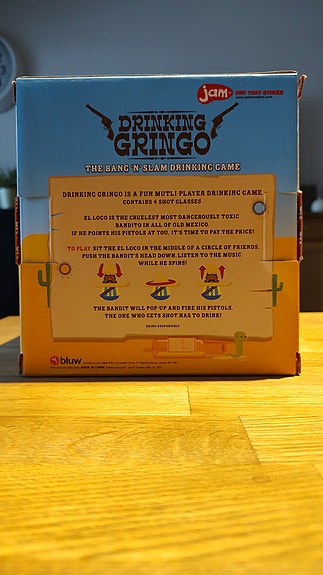 jam
FUN THAT STICKS
DRINKING
GRINGO
THE BANG 'N' SLAM DRINKING GAME
DRINKING GRINGO IS A FUN MUTLI-PLAYER DRINKING GAME.
CONTAINS 4 SHOT GLASSES
EL LOCO IS THE CRUELEST MOST DANGEROUSLY TOXIC
BANDITO IN ALL OF OLD MEXICO.
IF HE POINTS HIS PISTOLS AT YOU, IT'S TIME TO PAY THE PRICE!
TO PLAY: SIT THE EL LOCO IN THE MIDDLE OF A CIRCLE OF FRIENDS.
PUSH THE BANDIT'S HEAD DOWN, LISTEN TO THE MUSIC
WHILE HE SPINS!
THE BANDIT WILL POP UP AND FIRE HIS PISTOLS.
THE ONE WHO GETS SHOT HAS TO DRINK!
DRINK RESPONSIBLY
bluw
MADE IN CHINA